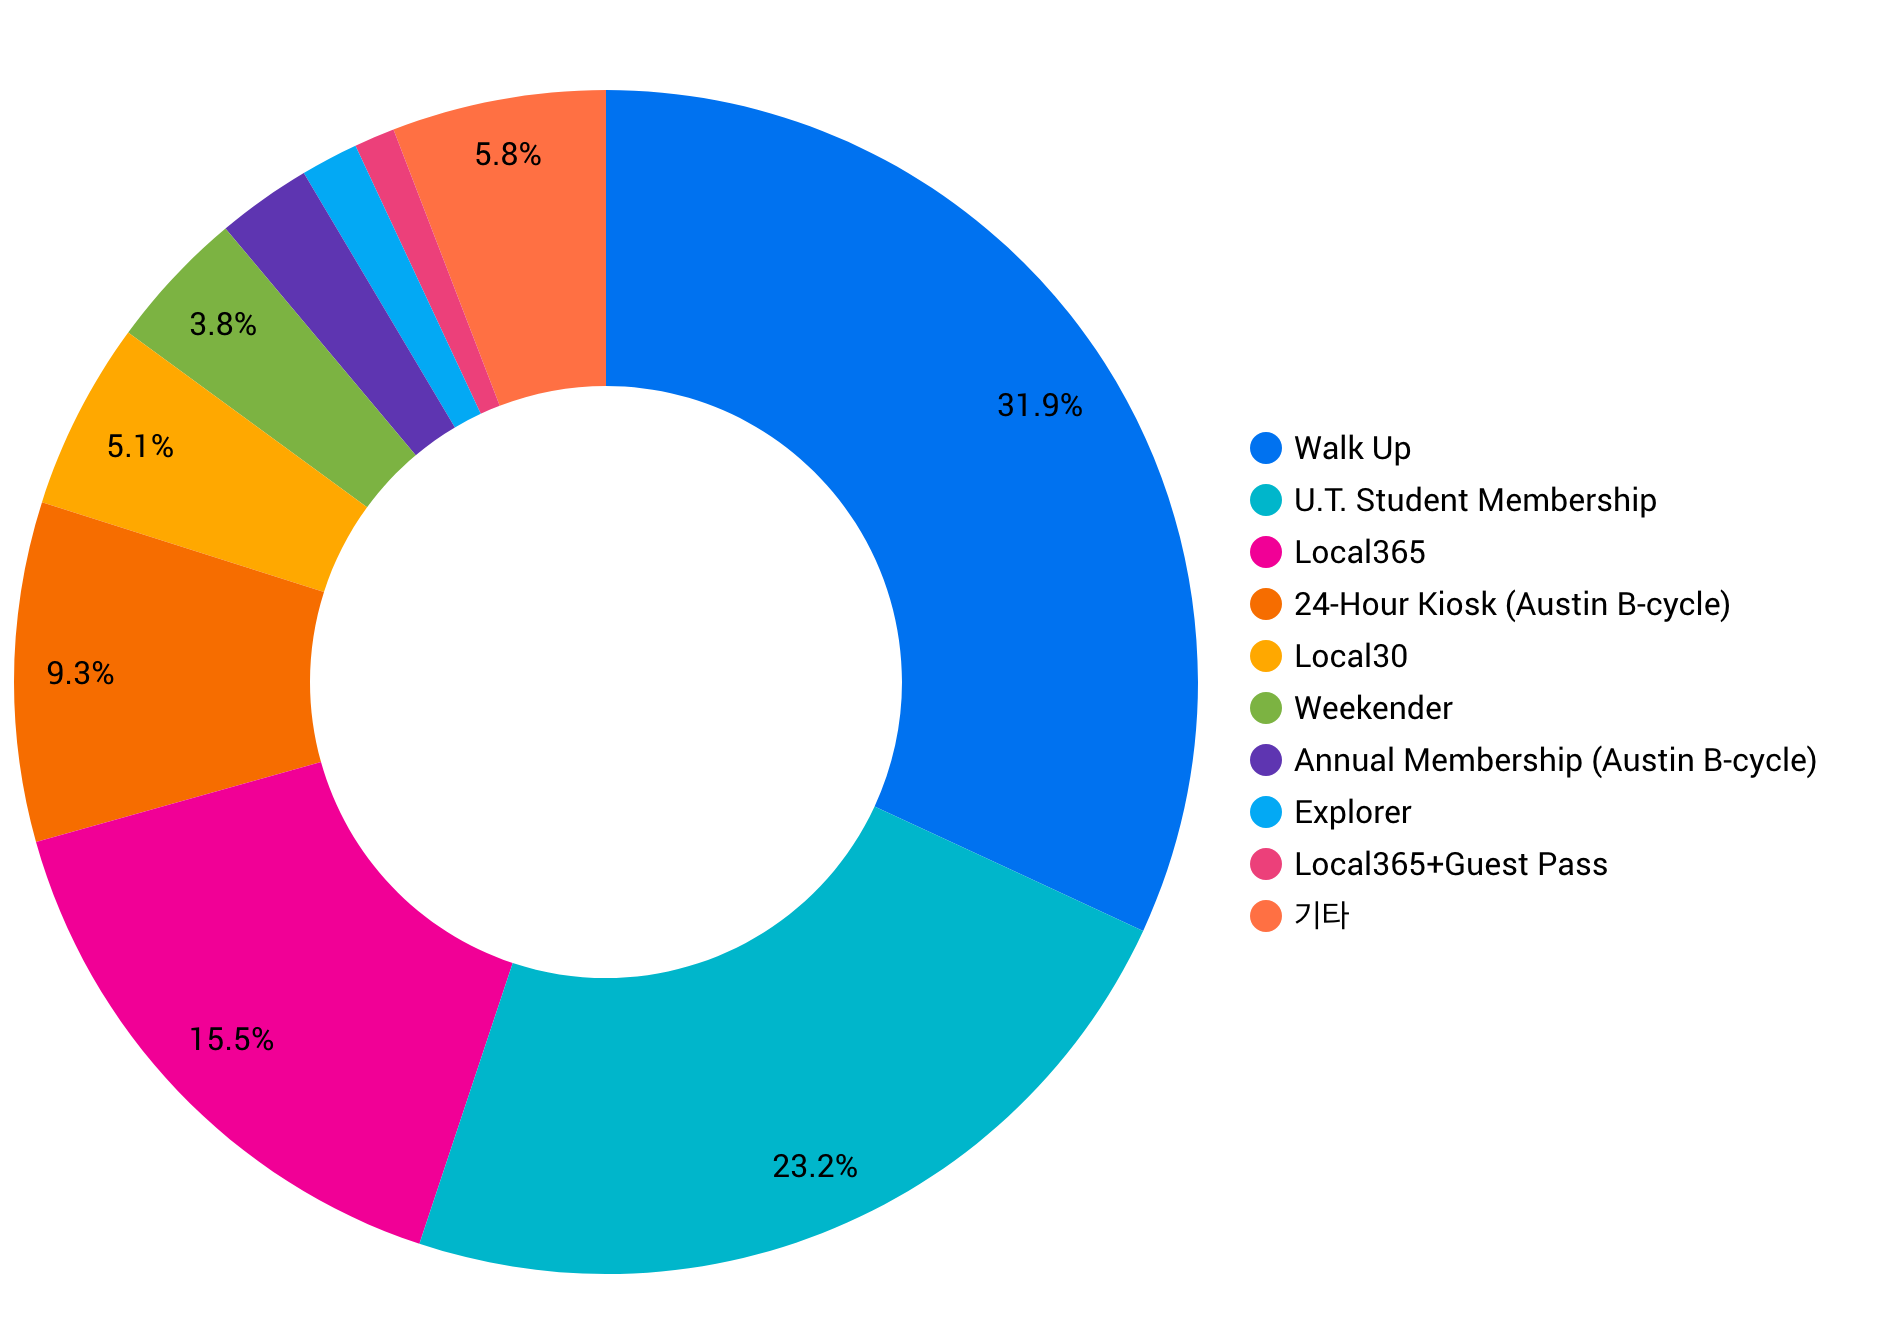 5.8%
3.8%
31.9%
5.1%
9.3%
15.5%
23.2%
Walk Up
U.T. Student Membership
Local365
24-Hour Kiosk (Austin B-cycle)
Local30
Weekender
Annual Membership (Austin B-cycle)
Explorer
Local365+Guest Pass
기타